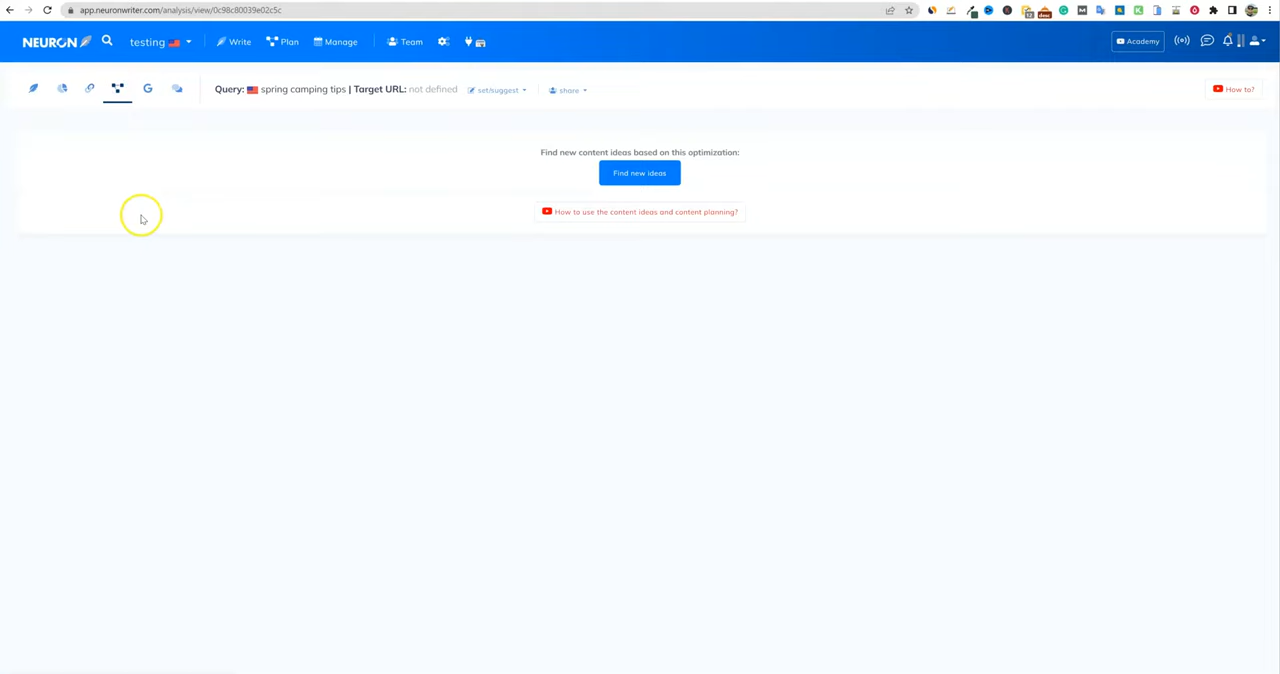 app.neuronwriter.com/analysis/view/0c98c80039e02c5c
12
desc
NEURON
testing
Write
Plan
Manage
Team
Academy
Query: spring camping tips | Target URL: not defined
set/suggest
share
How to?
Find new content ideas based on this optimization:
Find new ideas
How to use the content ideas and content planning?